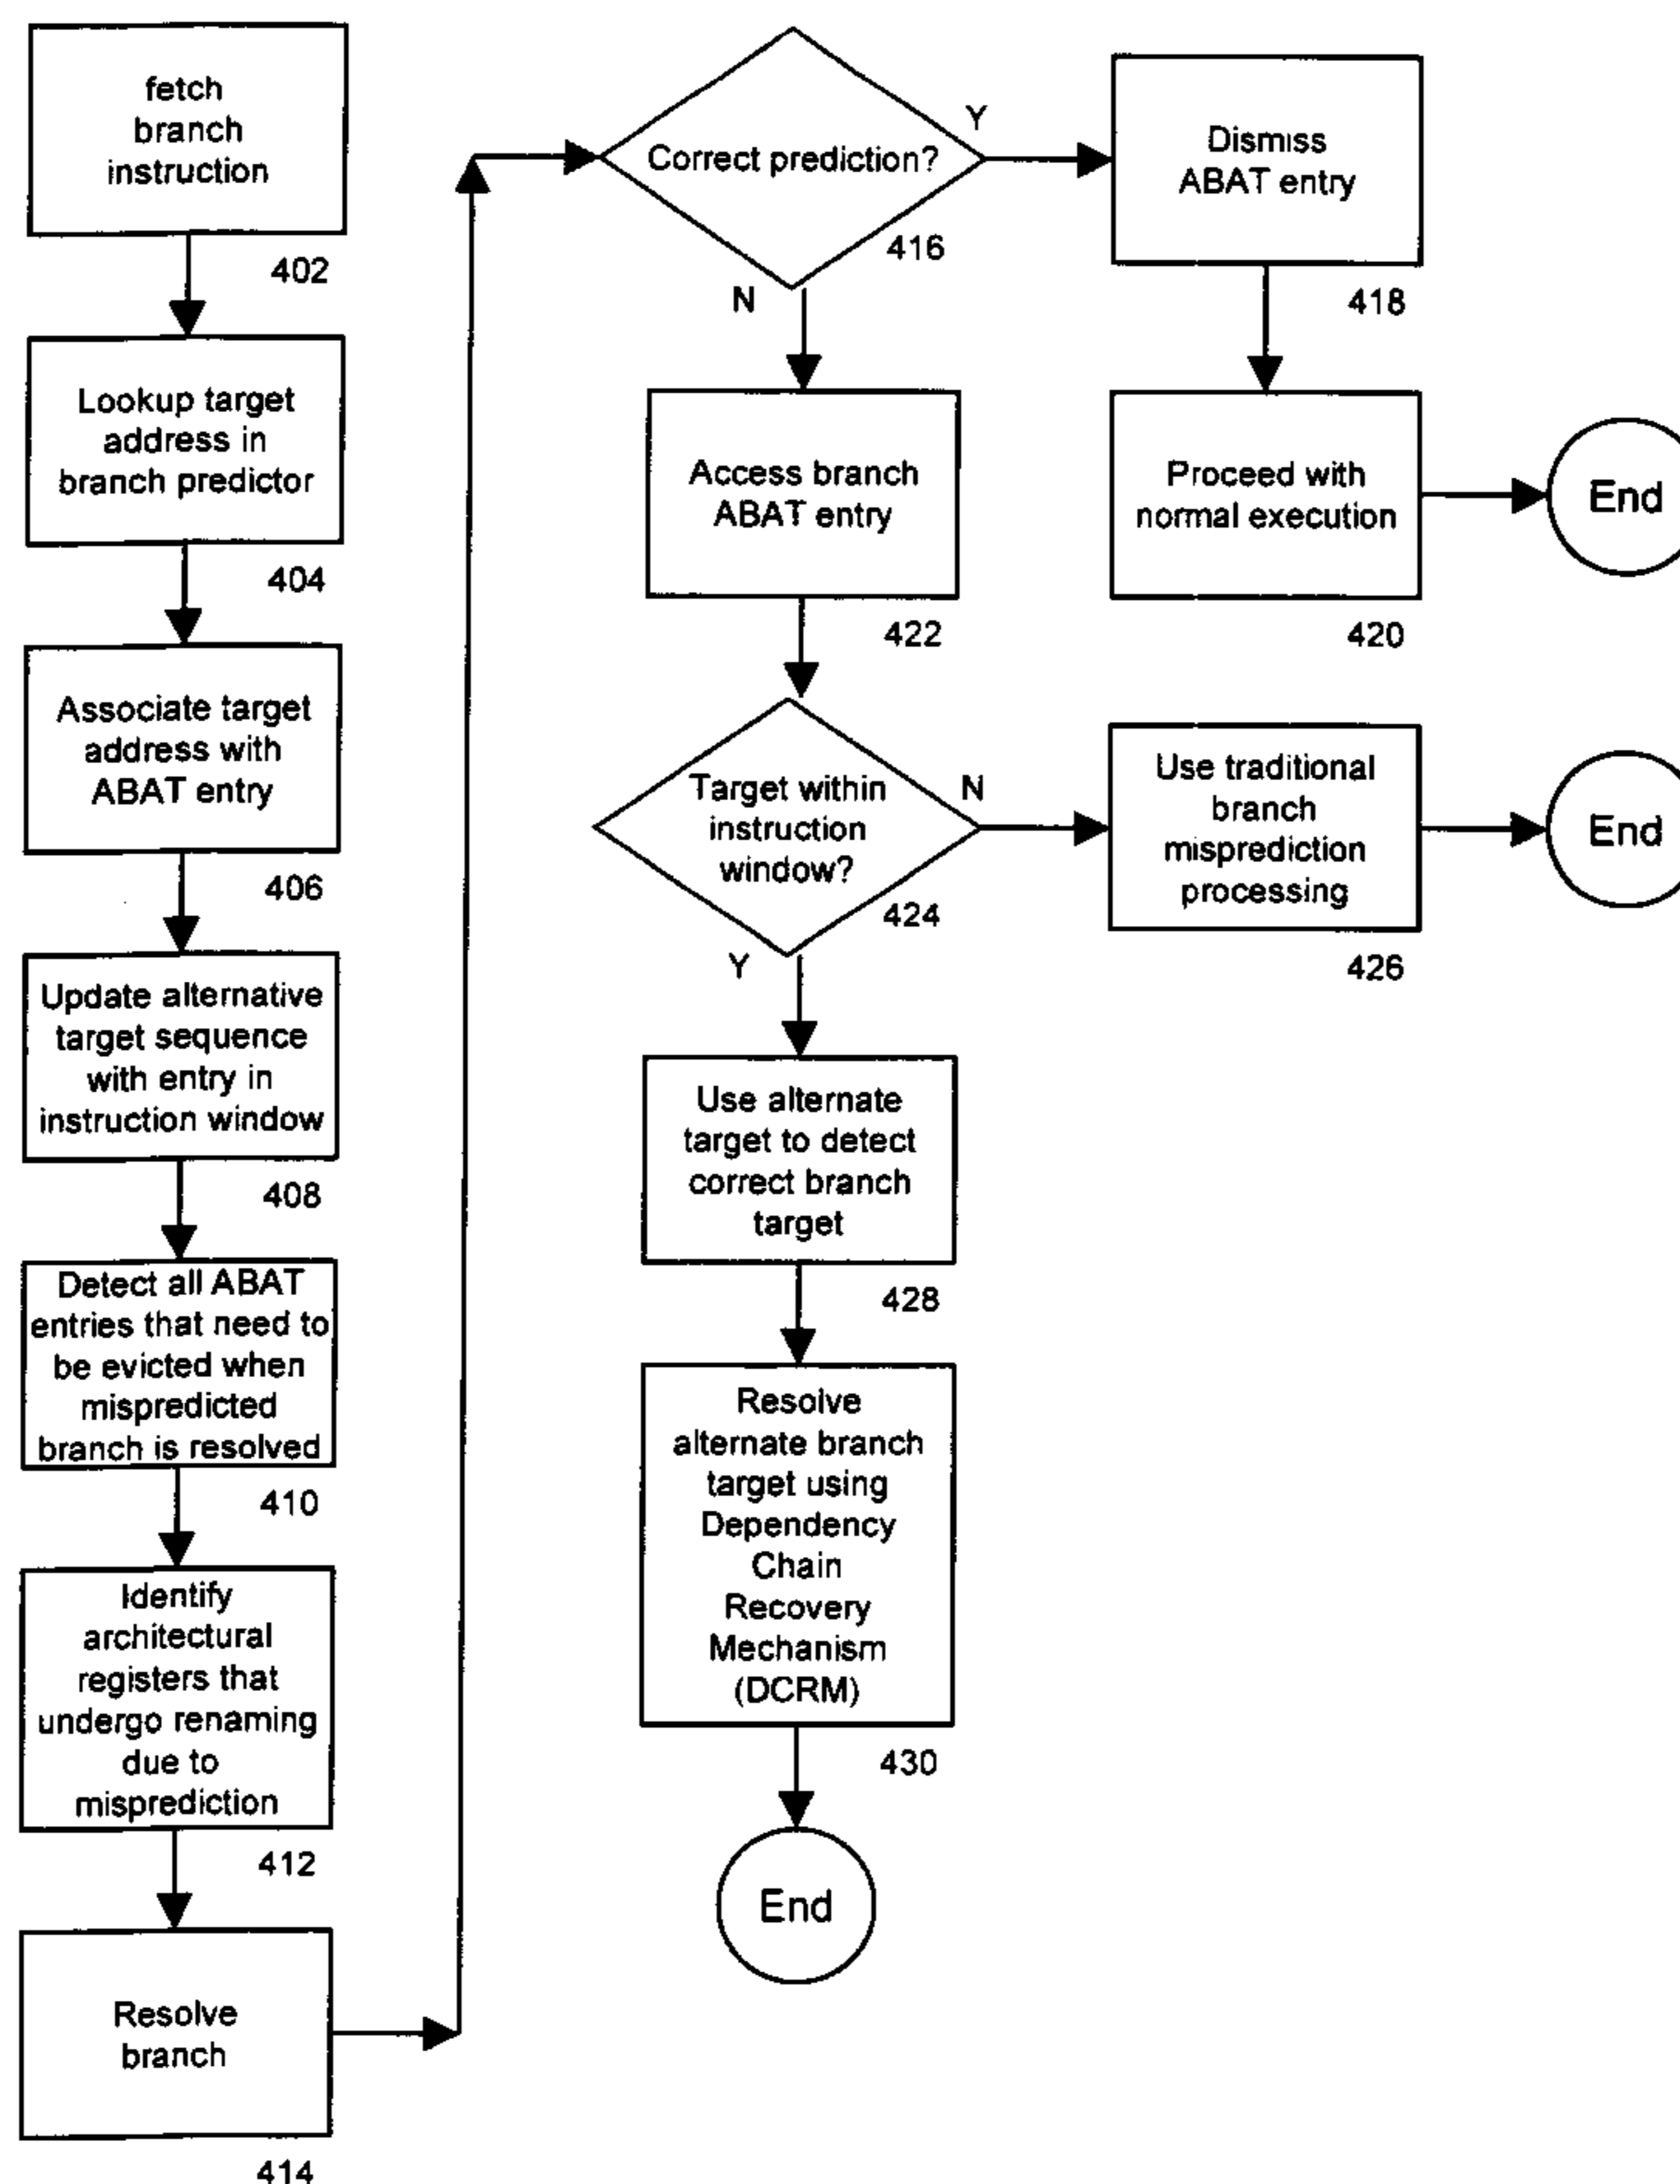 fetch
branch
instruction
402
Lookup target
address in
branch predictor
404
Associate target
address with
ABAT entry
406
Update alternative
target sequence
with entry in
instruction window
408
Detect all ABAT
entries that need to
be evicted when
mispredicted
branch is resolved
410
Identify
architectural
registers that
undergo renaming
due to
misprediction
412
Resolve
branch
414
Correct prediction?
416
Y
N
Dismiss
ABAT entry
418
Proceed with
normal execution
420
End
Access branch
ABAT entry
422
Target within
instruction
window?
424
N
Y
Use traditional
branch
misprediction
processing
426
End
Use alternate
target to detect
correct branch
target
428
Resolve
alternate branch
target using
Dependency
Chain
Recovery
Mechanism
(DCRM)
430
End